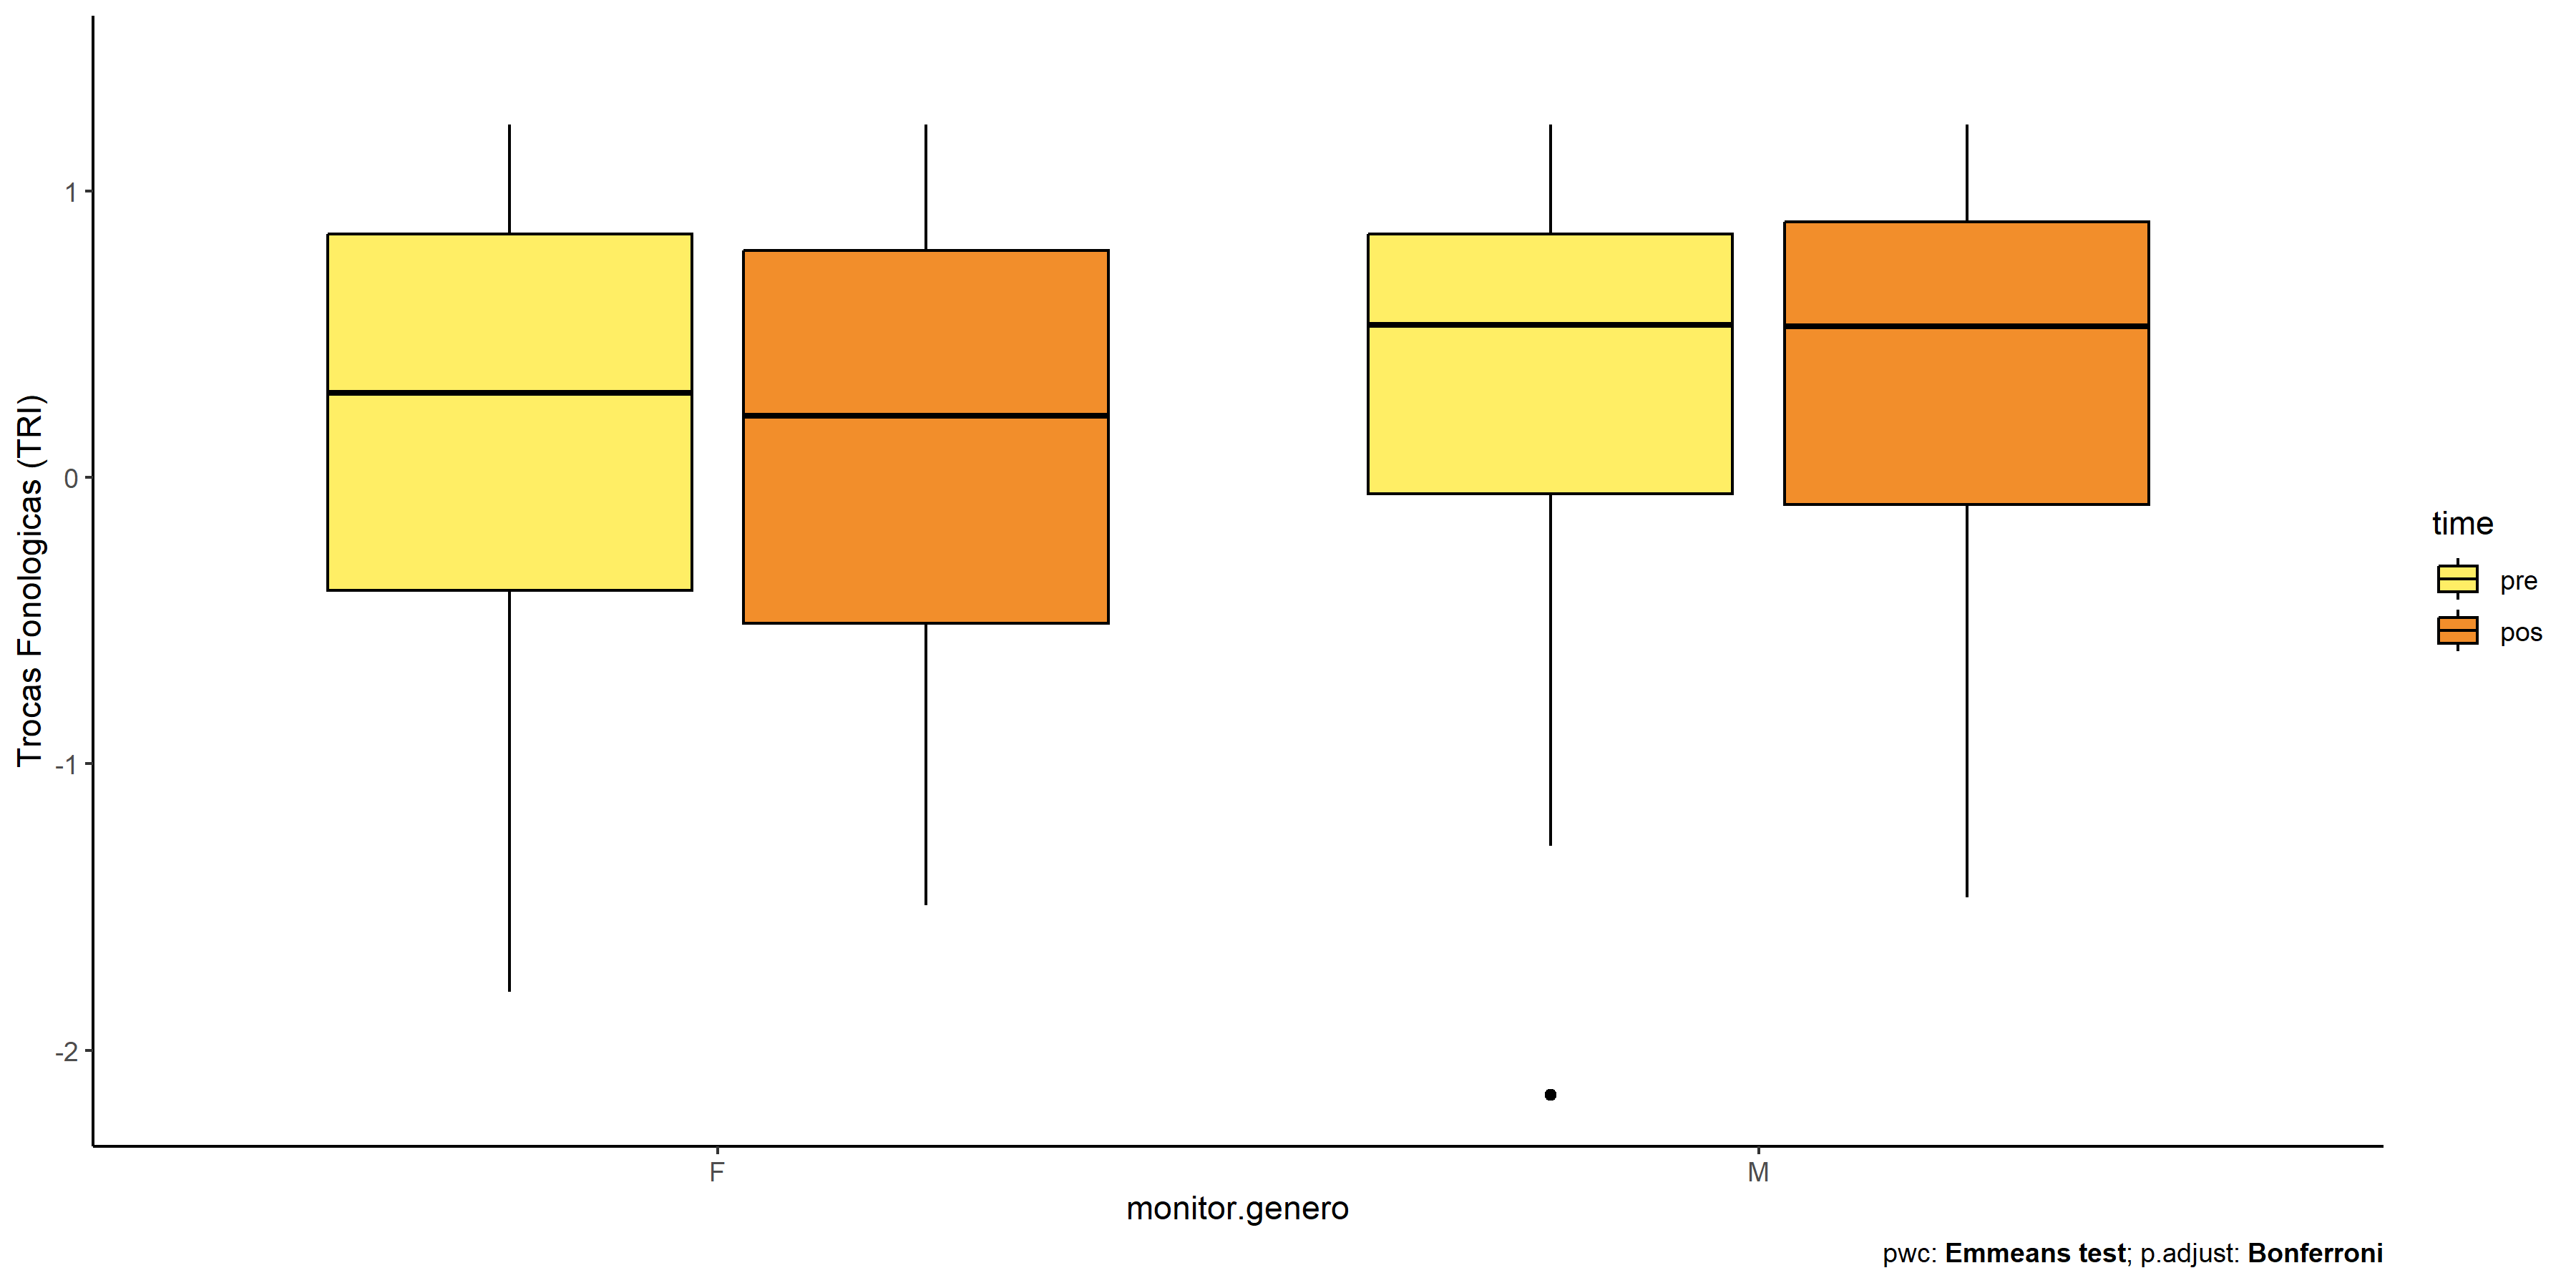 Trocas Fonologicas (TRI)
1
0
-1
-2
F
M
monitor.genero
time
pre
pos
pwc: Emmeans test; p.adjust: Bonferroni